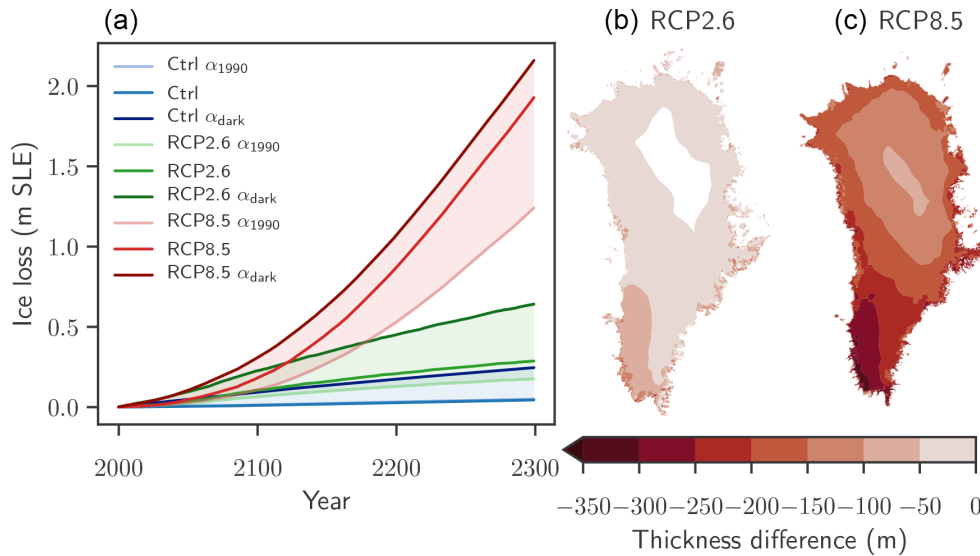 (a)
(b) RCP2.6
(c) RCP8.5
Ice loss (m SLE)
2.0
1.5
1.0
0.5
0.0
Ctrl α1990
Ctrl
Ctrl αdark
RCP2.6 α1990
RCP2.6
RCP2.6 αdark
RCP8.5 α1990
RCP8.5
RCP8.5 αdark
2000 2100 2200 2300
Year
−350 −300 −250 −200 −150 −100 −50 0
Thickness difference (m)